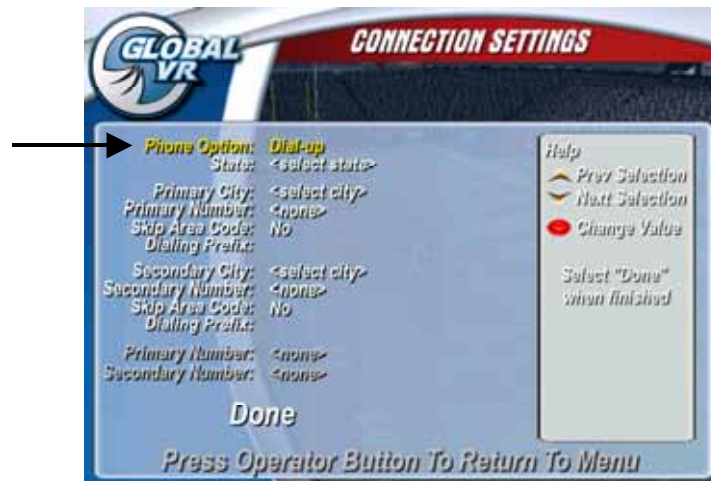 GLOBAL
VR
CONNECTION SETTINGS
Phone Option: Dial-up
State: <select state>
Primary City: <select city>
Primary Number: <none>
Skip Area Code: No
Dialing Prefix:
Secondary City: <select city>
Secondary Number: <none>
Skip Area Code: No
Dialing Prefix:
Primary Number: <none>
Secondary Number: <none>
Done
Help
Prev Selection
Next Selection
Change Value
Select "Done"
when finished
Press Operator Button To Return To Menu